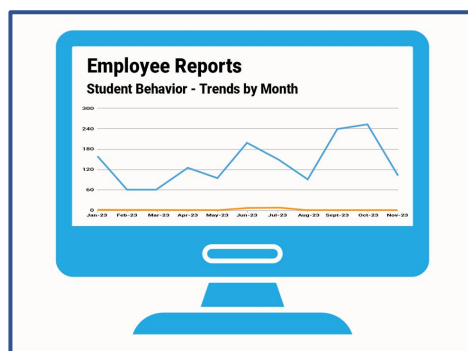 Employee Reports
Student Behavior - Trends by Month
300
240
180
120
60
0
Jan-23 Feb-23 Mar-23 Apr-23 May-23 Jun-23 Jul-23 Aug-23 Sept-23 Oct-23 Nov-23